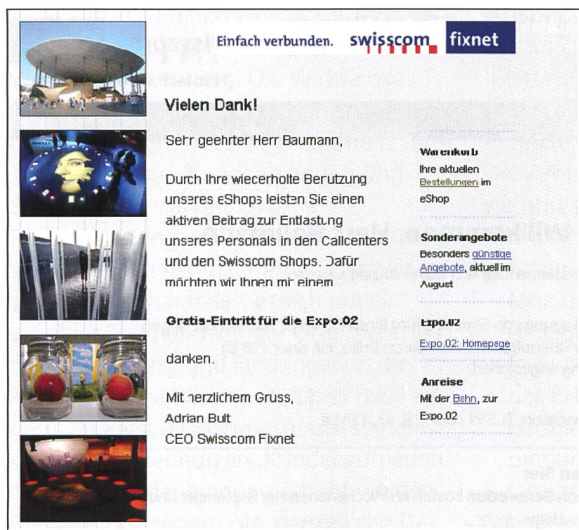 Einfach verbunden. swisscom fixnet
Vielen Dank!
Sehr geehrter Herr Baumann,
Durch Ihre wiederholte Benutzung
unseres eShops leisten Sie einen
aktiven Beitrag zur Entlastung
unseres Personals in den Callcenters
und den Swisscom Shops. Dafür
möchten wir Ihnen mit einem
Gratis-Eintritt für die Expo.02
danken.
Mit herzlichem Gruss,
Adrian Bult
CEO Swisscom Fixnet
Warenkorb
Ihre aktuellen
Bestellungen im
eShop
Sonderangebote
Besonders günstige
Angebote, aktuell im
August
Expo.02
Expo.02: Homepage
Anreise
Mit der Bahn, zur
Expo.02